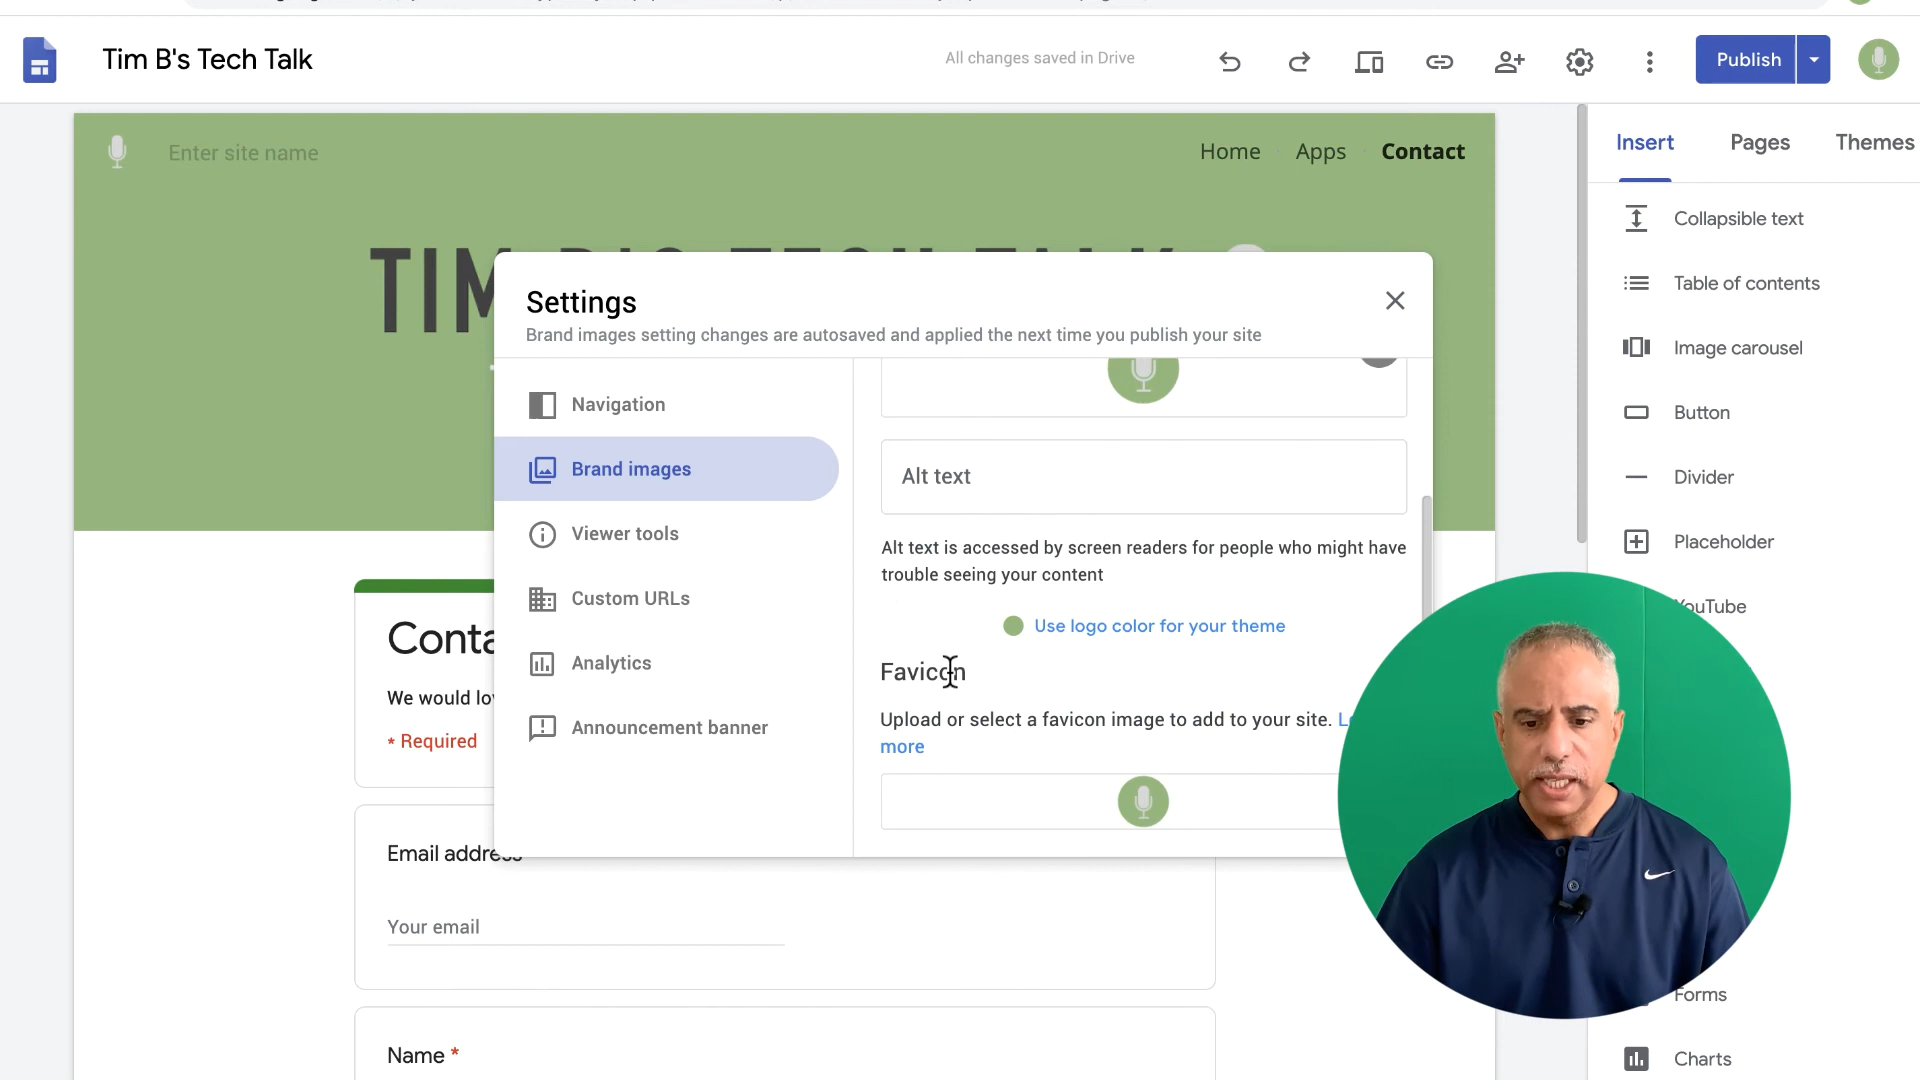 Tim B's Tech Talk
All changes saved in Drive
Publish
Enter site name
Home
Apps
Contact
Insert
Pages
Themes
TIM B'S TECH TALK
Settings
Brand images setting changes are autosaved and applied the next time you publish your site
Navigation
Brand images
Viewer tools
Custom URLs
Analytics
Announcement banner
Alt text
Alt text is accessed by screen readers for people who might have
trouble seeing your content
Use logo color for your theme
Favicon
Upload or select a favicon image to add to your site.
more
We would
* Required
Email address
Your email
Name *
Collapsible text
Table of contents
Image carousel
Button
Divider
Placeholder
YouTube
Forms
Charts